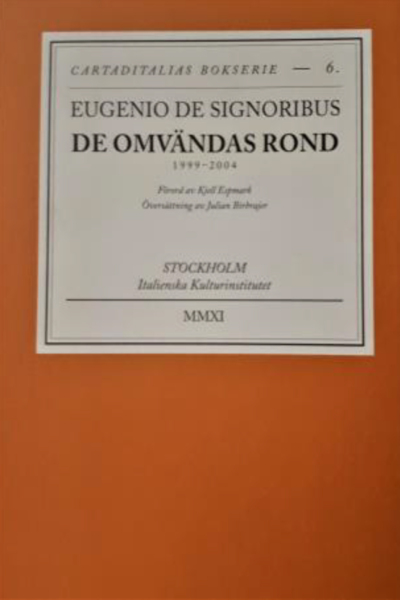 CARTADITALIAS BOKSERIE — 6.
EUGENIO DE SIGNORIBUS
DE OMVÄNDAS ROND
1999–2004
Förord av Kjell Espmark
Översättning av Julian Birbrajer
STOCKHOLM
Italienska Kulturinstitutet
MMXI